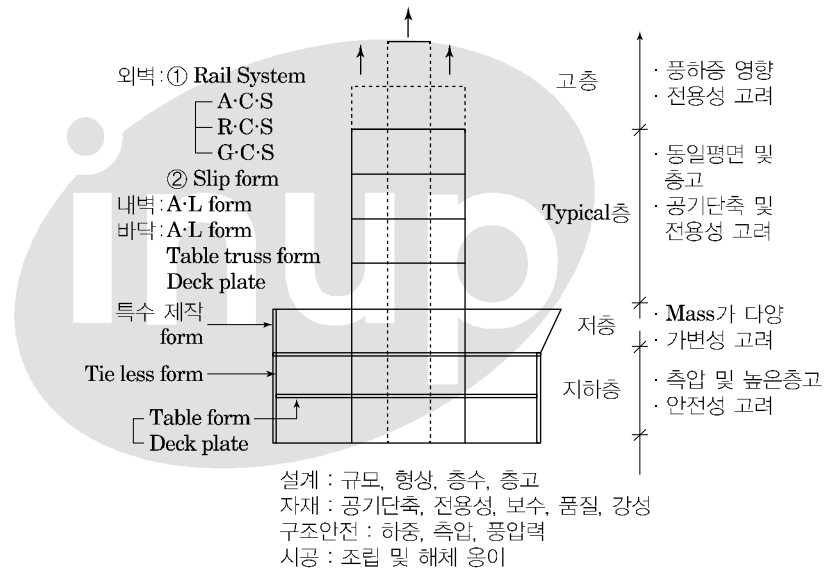 외벽 : ① Rail System
A·C·S
R·C·S
G·C·S
② Slip form
내벽 : A·L form
바닥 : A·L form
Table truss form
Deck plate
특수 제작
form
Tie less form
Table form
Deck plate
고층
· 풍하중 영향
· 전용성 고려
Typical층
· 동일평면 및
층고
· 공기단축 및
전용성 고려
저층
· Mass가 다양
· 가변성 고려
지하층
· 측압 및 높은층고
· 안전성 고려
설계 : 규모, 형상, 층수, 층고
자재 : 공기단축, 전용성, 보수, 품질, 강성
구조안전 : 하중, 측압, 풍압력
시공 : 조립 및 해체 용이
inup